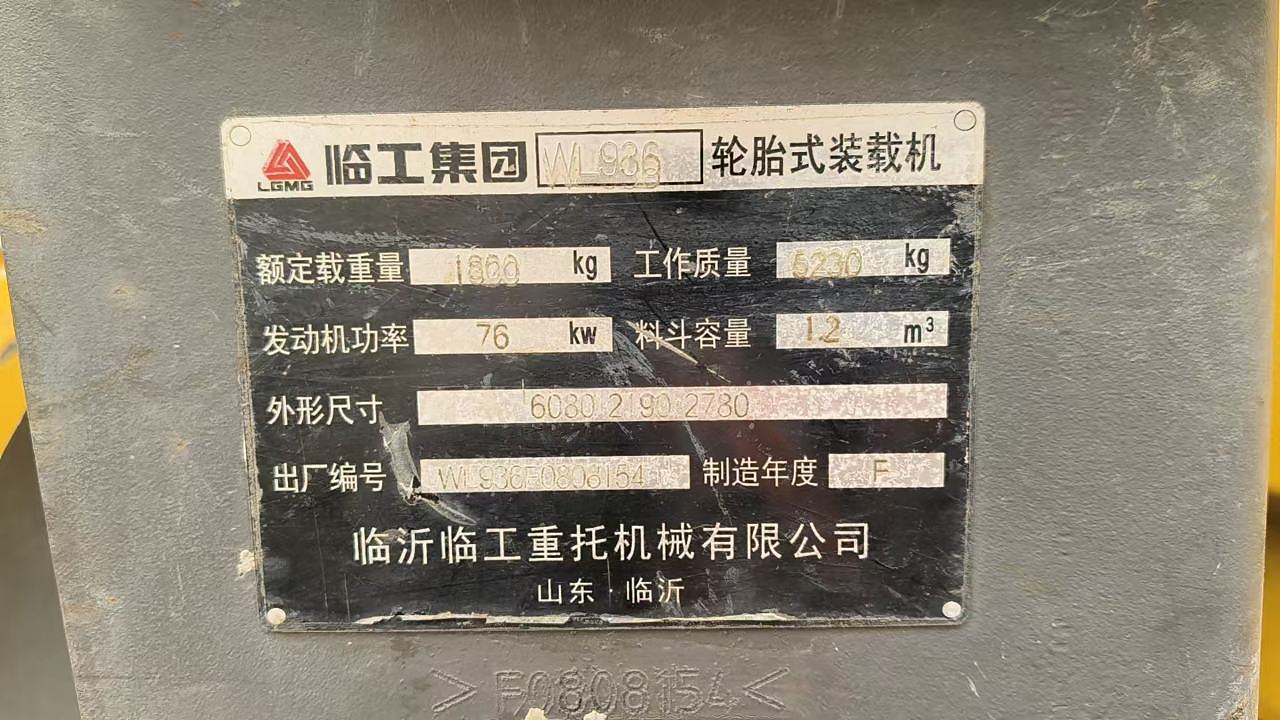 LGMG 临工集团 WL936 轮胎式装载机
额定载重量 1800 kg 工作质量 5230 kg
发动机功率 76 kw 料斗容量 1.2 m³
外形尺寸 6080 2190 2780
出厂编号 WL936F0808154 制造年度 F
临沂临工重托机械有限公司
山东·临沂
>F0808154<